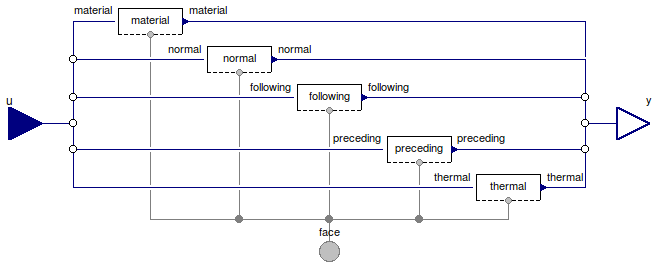 material material material
normal normal normal
following following following
u y
preceding preceding preceding
thermal thermal thermal
face